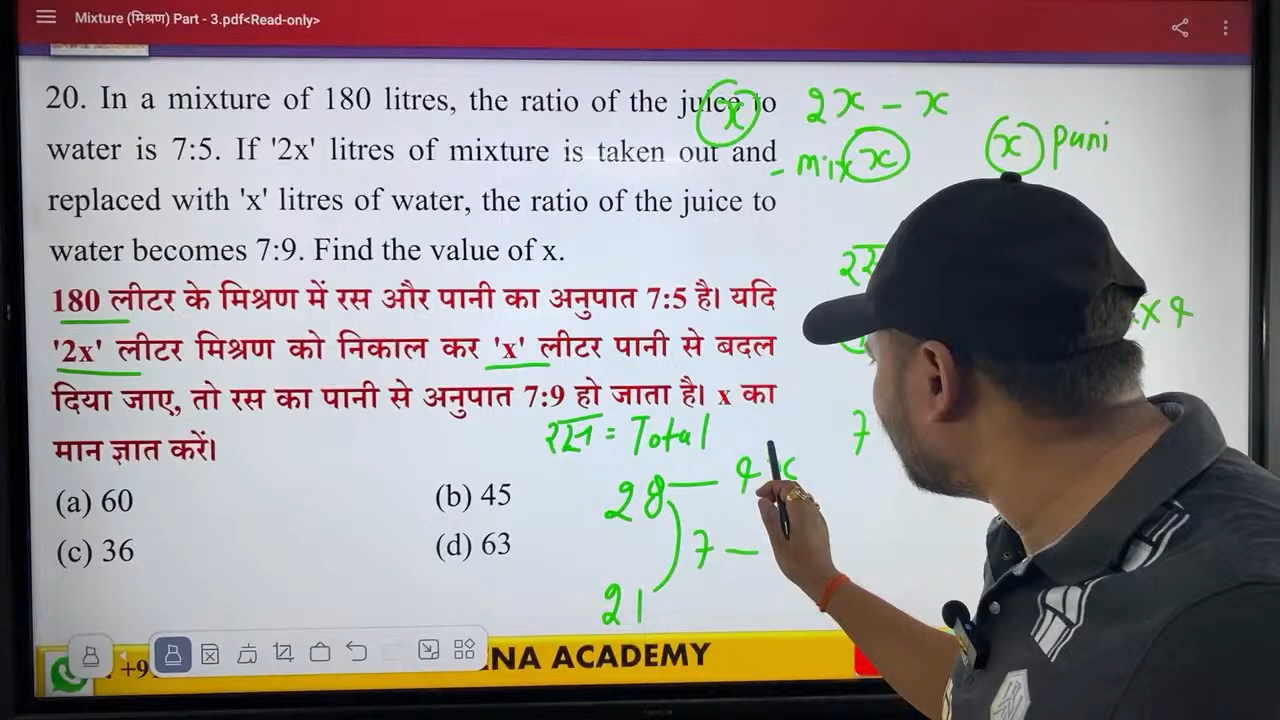 Mixture (मिश्रण) Part - 3.pdf<Read-only>
20. In a mixture of 180 litres, the ratio of the juice to
water is 7:5. If '2x' litres of mixture is taken out and
replaced with 'x' litres of water, the ratio of the juice to
water becomes 7:9. Find the value of x.
180 लीटर के मिश्रण में रस और पानी का अनुपात 7:5 है। यदि
'2x' लीटर मिश्रण को निकाल कर 'x' लीटर पानी से बदल
दिया जाए, तो रस का पानी से अनुपात 7:9 हो जाता है। x का
मान ज्ञात करें।
(a) 60
(b) 45
(c) 36
(d) 63
x
2x - x
- mix x
x pani
x 4
7
रस = Total
28 —
7 —
21
NA ACADEMY